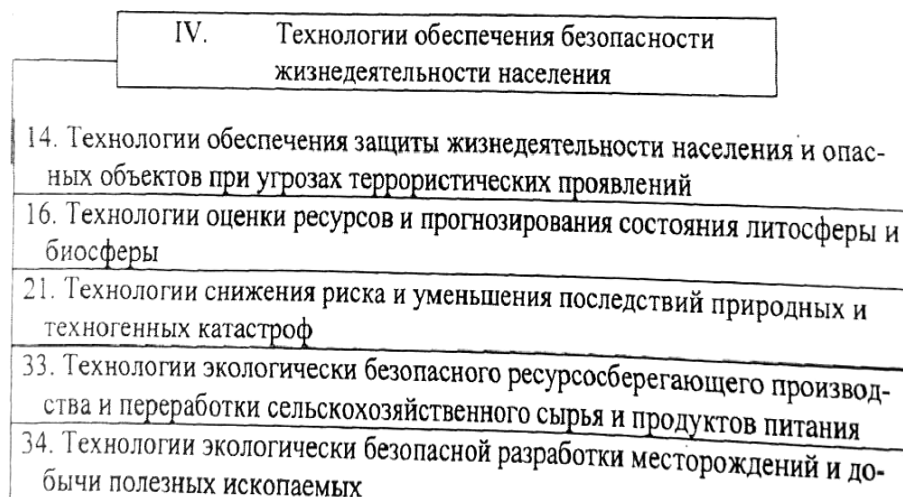 IV. Технологии обеспечения безопасности
жизнедеятельности населения
14. Технологии обеспечения защиты жизнедеятельности населения и опас-
ных объектов при угрозах террористических проявлений
16. Технологии оценки ресурсов и прогнозирования состояния литосферы и
биосферы
21. Технологии снижения риска и уменьшения последствий природных и
техногенных катастроф
33. Технологии экологически безопасного ресурсосберегающего производ-
ства и переработки сельскохозяйственного сырья и продуктов питания
34. Технологии экологически безопасной разработки месторождений и до-
бычи полезных ископаемых